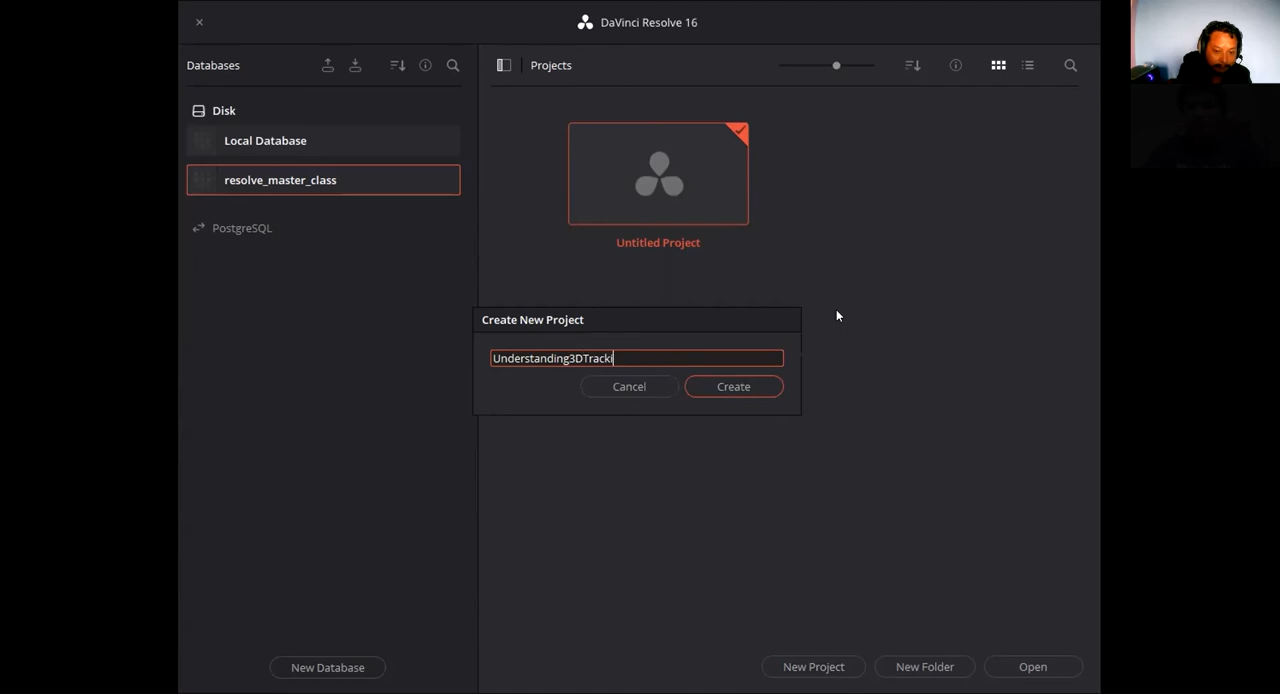 DaVinci Resolve 16
Databases
Projects
Disk
Local Database
resolve_master_class
PostgreSQL
Untitled Project
Create New Project
Understanding3DTracki
Cancel
Create
New Database
New Project
New Folder
Open